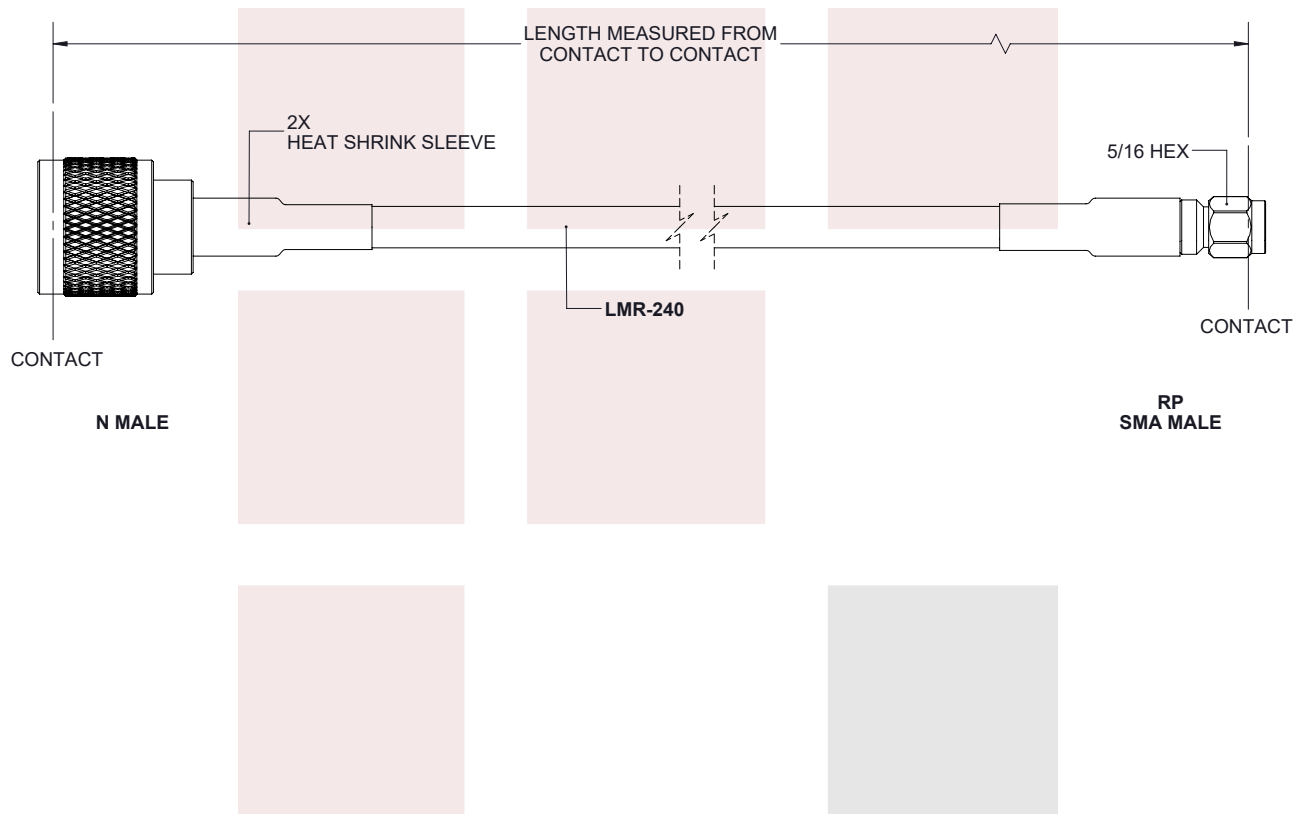 LENGTH MEASURED FROM
CONTACT TO CONTACT
2X
HEAT SHRINK SLEEVE
5/16 HEX
LMR-240
CONTACT
CONTACT
N MALE
RP
SMA MALE